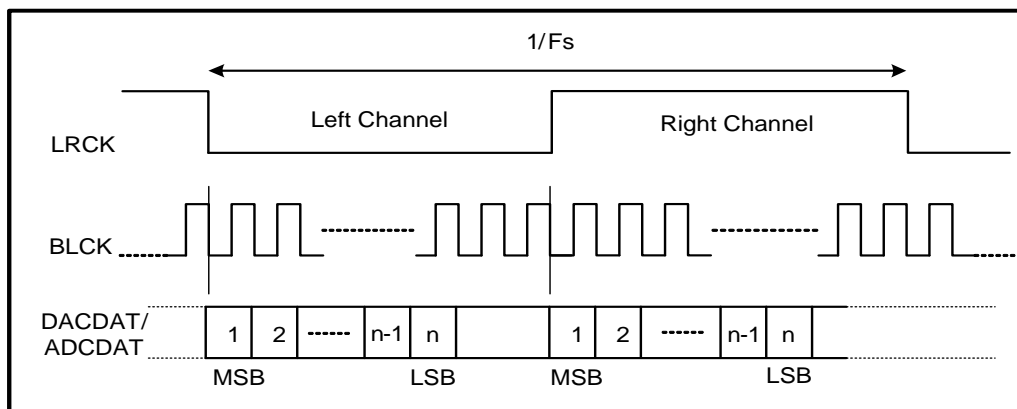 1/Fs
Left Channel
Right Channel
LRCK
BLCK
DACDAT/
ADCDAT
1 2 n-1 n 1 2 n-1 n
MSB LSB MSB LSB